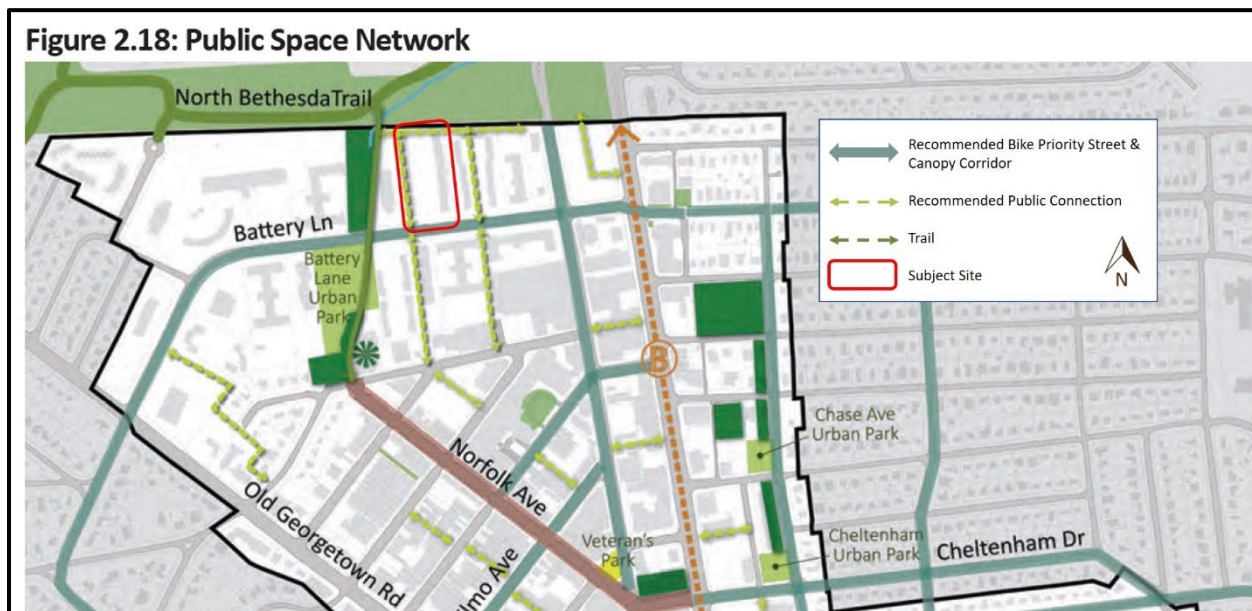 Figure 2.18: Public Space Network
North BethesdaTrail
Recommended Bike Priority Street &
Canopy Corridor
Recommended Public Connection
Trail
Subject Site
N
Battery Ln
Battery
Lane
Urban
Park
B
Chase Ave
Urban Park
Norfolk Ave
Old Georgetown Rd
lmo Ave
Veteran's
Park
Cheltenham
Urban Park
Cheltenham Dr